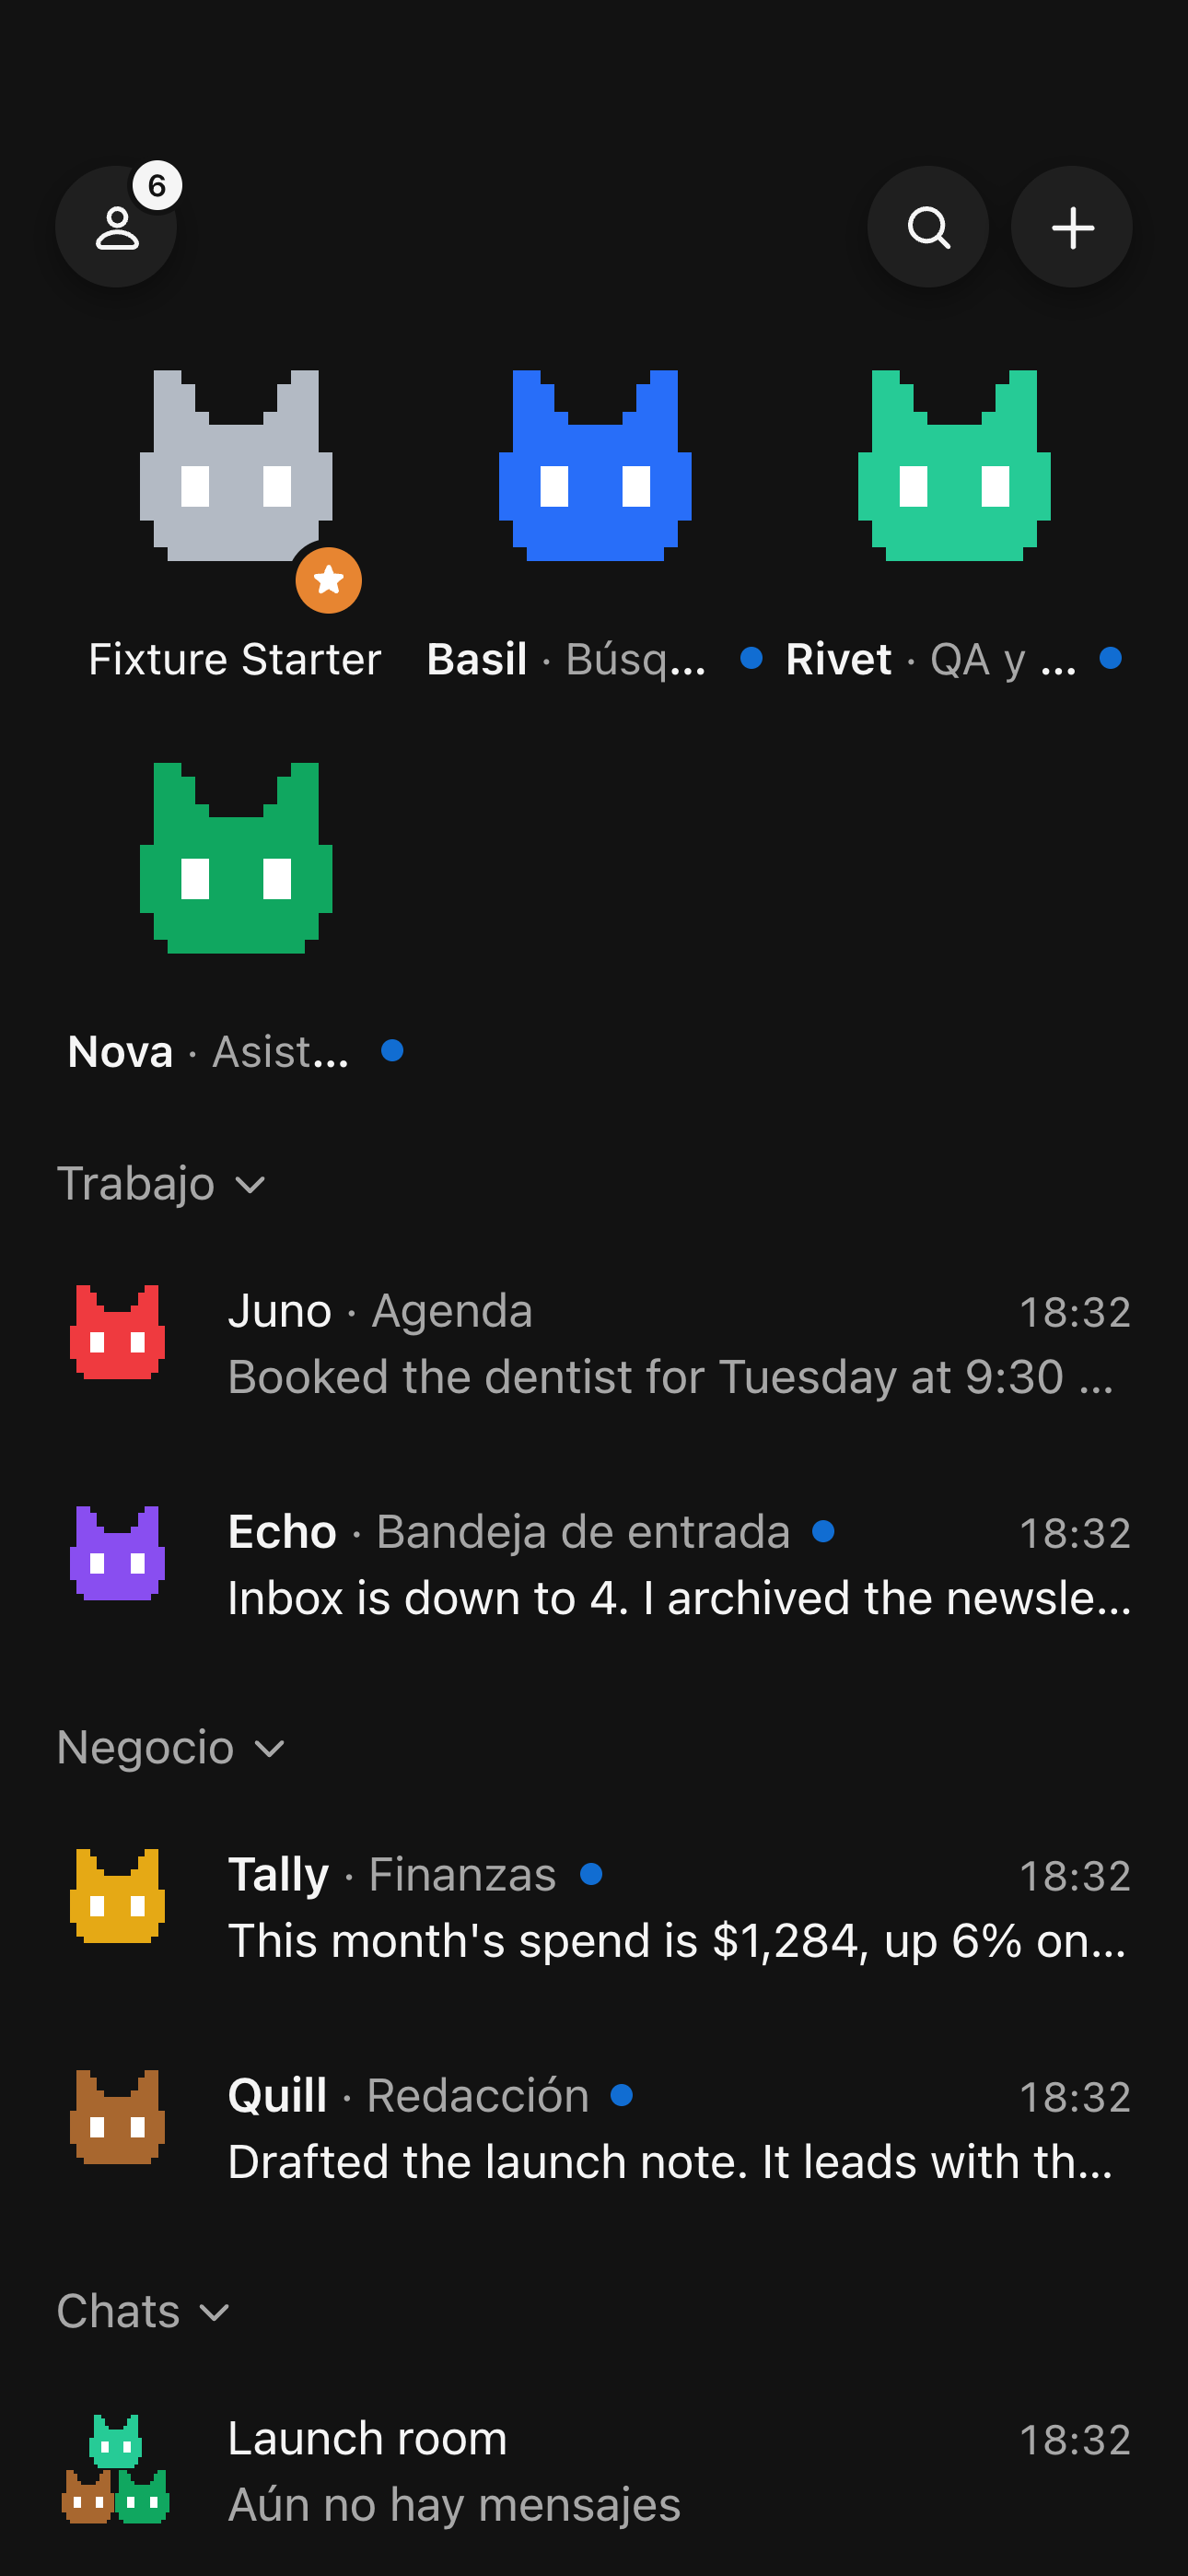 6
Fixture Starter
Basil · Búsq...
Rivet · QA y ...
Nova · Asist...
Trabajo
Juno · Agenda 18:32
Booked the dentist for Tuesday at 9:30 ...
Echo · Bandeja de entrada 18:32
Inbox is down to 4. I archived the newsle...
Negocio
Tally · Finanzas 18:32
This month's spend is $1,284, up 6% on...
Quill · Redacción 18:32
Drafted the launch note. It leads with th...
Chats
Launch room 18:32
Aún no hay mensajes